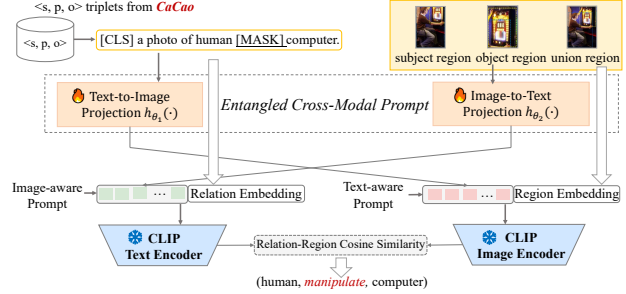 <s, p, o> triplets from CaCao
<s, p, o>
[CLS] a photo of human [MASK] computer.
subject region object region union region
Text-to-Image
Projection hθ₁(·)
Entangled Cross-Modal Prompt
Image-to-Text
Projection hθ₂(·)
Image-aware
Prompt
... Relation Embedding
Text-aware
Prompt
... Region Embedding
CLIP
Text Encoder
Relation-Region Cosine Similarity
CLIP
Image Encoder
(human, manipulate, computer)